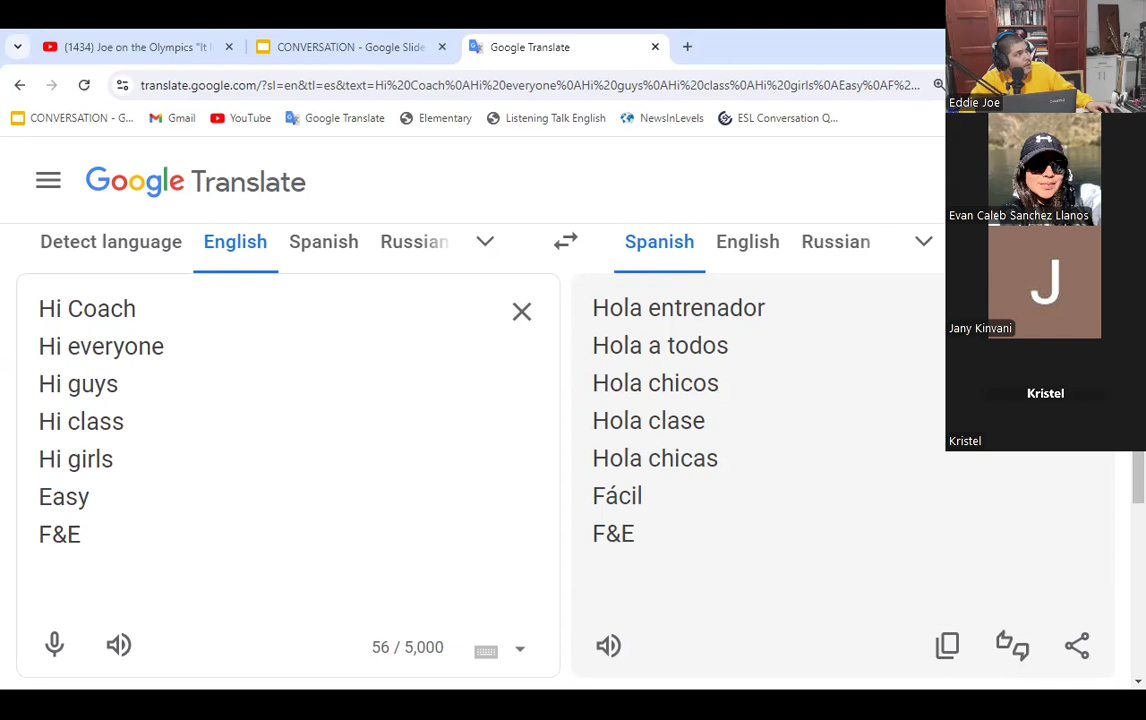 (1434) Joe on the Olympics "It
CONVERSATION - Google Slide
Google Translate
translate.google.com/?sl=en&tl=es&text=Hi%20Coach%0AHi%20everyone%0AHi%20guys%0AHi%20class%0AHi%20girls%0AEasy%0AF%2...
CONVERSATION - G...
Gmail
YouTube
Google Translate
Elementary
Listening Talk English
NewsInLevels
ESL Conversation Q...
Google Translate
Detect language
English
Spanish
Russian
Spanish
English
Russian
Hi Coach
Hi everyone
Hi guys
Hi class
Hi girls
Easy
F&E
56 / 5,000
Hola entrenador
Hola a todos
Hola chicos
Hola clase
Hola chicas
Fácil
F&E
Eddie Joe
Evan Caleb Sanchez Llanos
J
Jany Kinvani
Kristel
Kristel